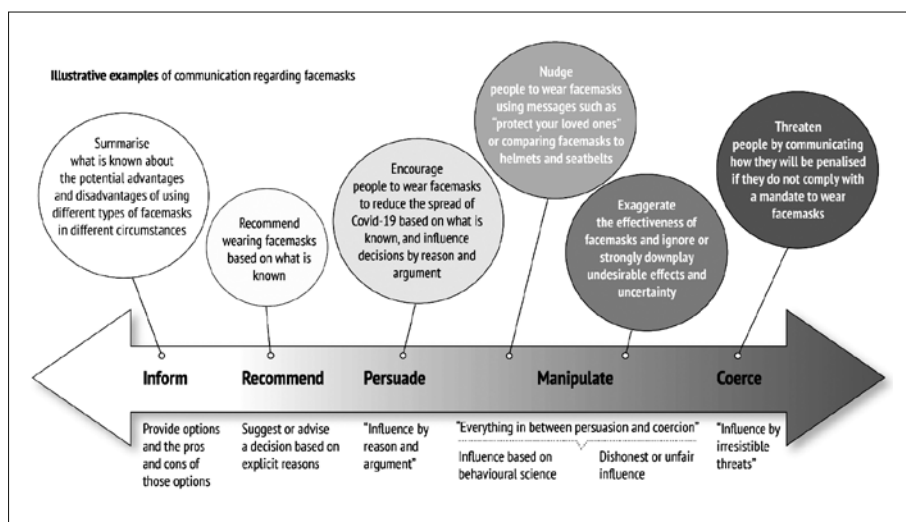 Illustrative examples of communication regarding facemasks
Summarise
what is known about
the potential advantages
and disadvantages of using
different types of facemasks
in different circumstances
Recommend
wearing facemasks
based on what is
known
Encourage
people to wear facemasks
to reduce the spread of
Covid-19 based on what is
known, and influence
decisions by reason and
argument
Nudge
people to wear facemasks
using messages such as
“protect your loved ones”
or comparing facemasks to
helmets and seatbelts
Exaggerate
the effectiveness of
facemasks and ignore or
strongly downplay
undesirable effects and
uncertainty
Threaten
people by communicating
how they will be penalised
if they do not comply with
a mandate to wear
facemasks
Inform
Recommend
Persuade
Manipulate
Coerce
Provide options
and the pros
and cons of
those options
Suggest or advise
a decision based on
explicit reasons
“Influence by
reason and
argument”
“Everything in between persuasion and coercion”
Influence based on
behavioural science
Dishonest or unfair
influence
“Influence by
irresistible
threats”